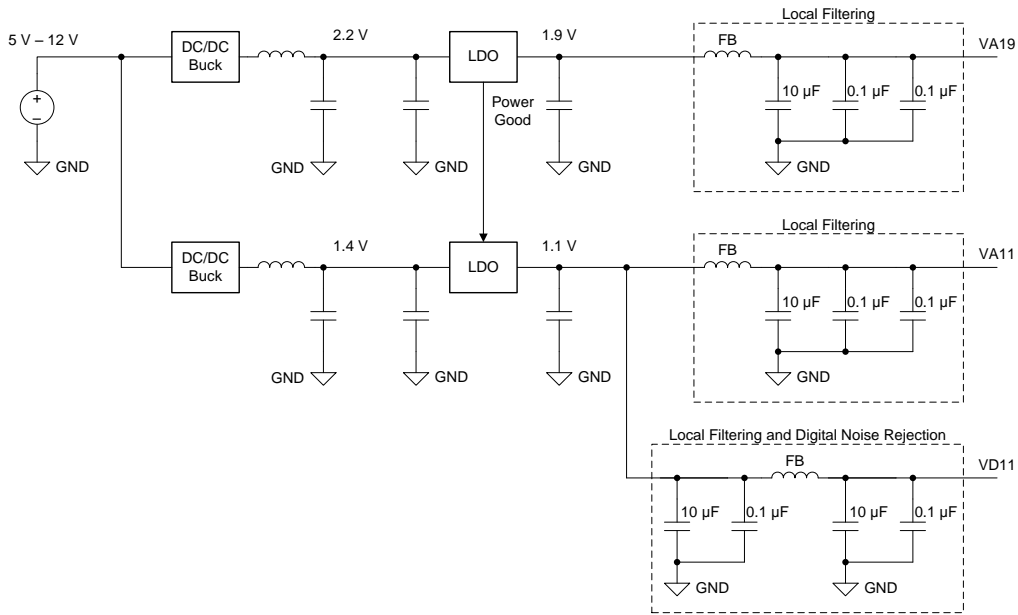 Local Filtering
5 V – 12 V
DC/DC
Buck
2.2 V
LDO
1.9 V
FB
VA19
+
–
10 µF
0.1 µF
0.1 µF
Power
Good
GND
GND
GND
GND
GND
Local Filtering
DC/DC
Buck
1.4 V
LDO
1.1 V
FB
VA11
10 µF
0.1 µF
0.1 µF
GND
GND
GND
GND
Local Filtering and Digital Noise Rejection
FB
VD11
10 µF
0.1 µF
10 µF
0.1 µF
GND
GND